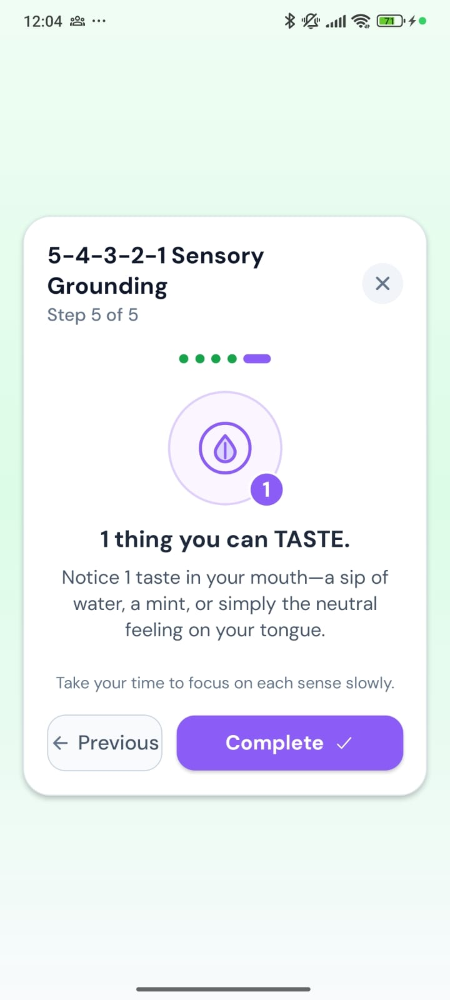 12:04
71
5-4-3-2-1 Sensory
Grounding
Step 5 of 5
1
1 thing you can TASTE.
Notice 1 taste in your mouth—a sip of
water, a mint, or simply the neutral
feeling on your tongue.
Take your time to focus on each sense slowly.
← Previous
Complete ✓